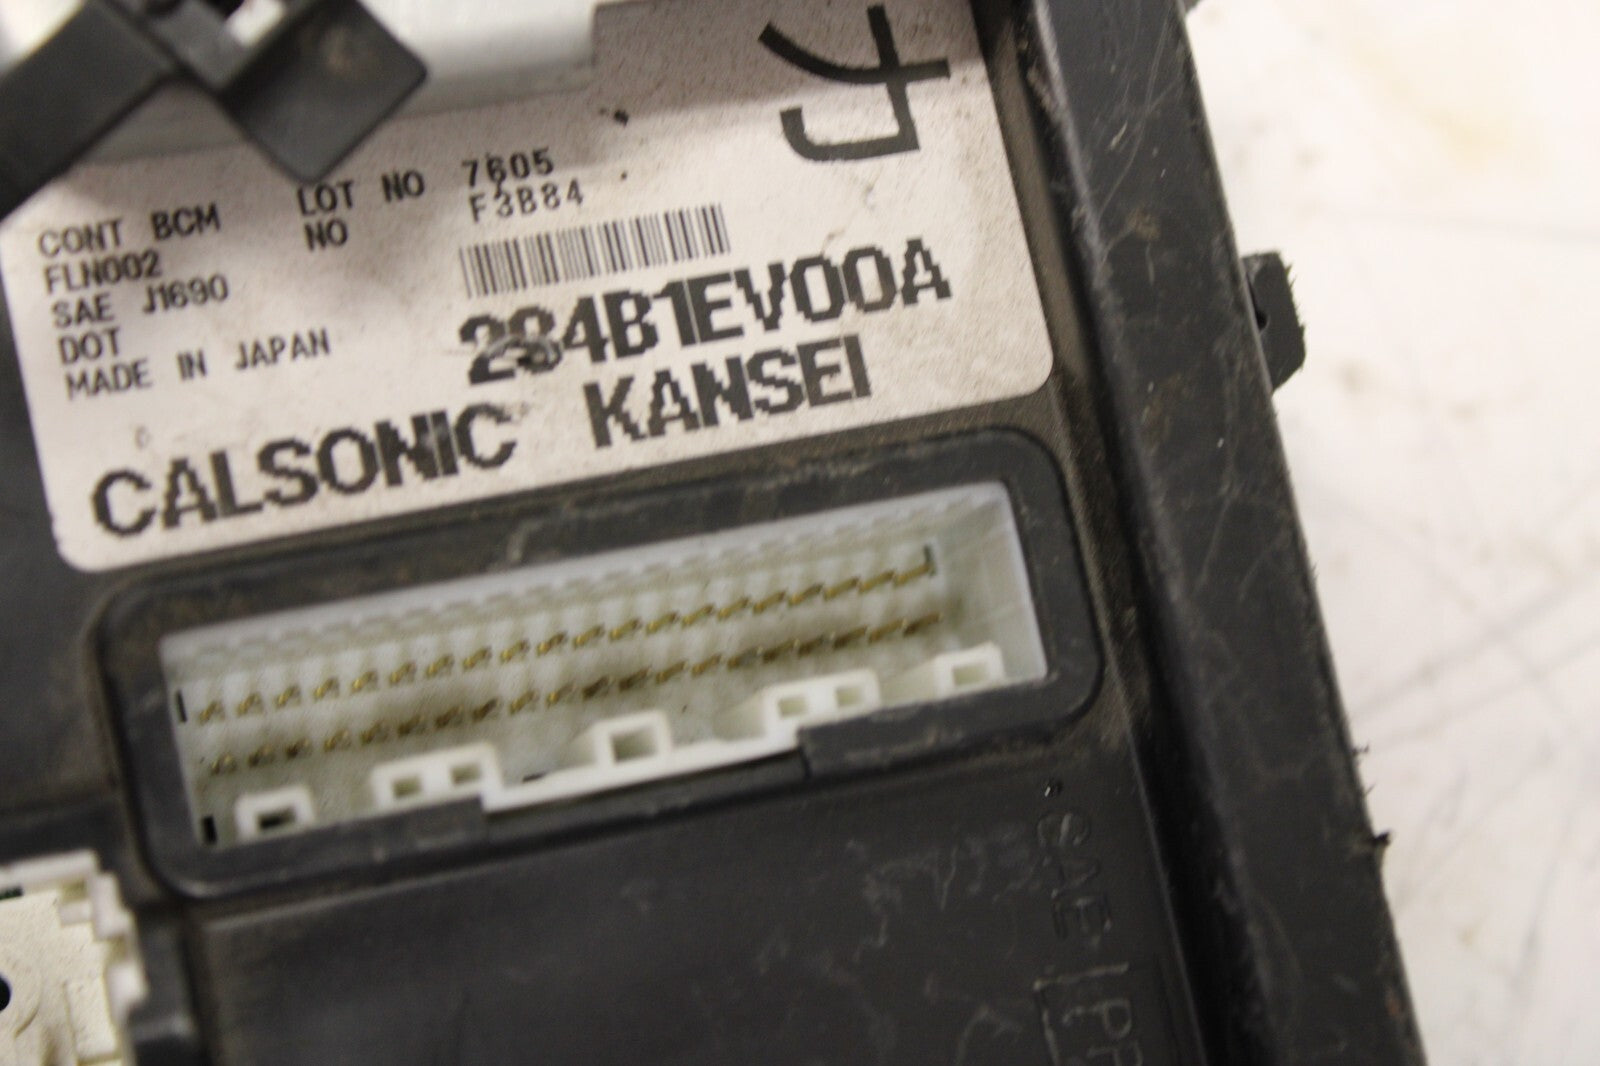 CONT BCM LOT NO 7605
FLN002 NO F3B84
SAE J1690
DOT
MADE IN JAPAN
284B1EV00A
CALSONIC KANSEI